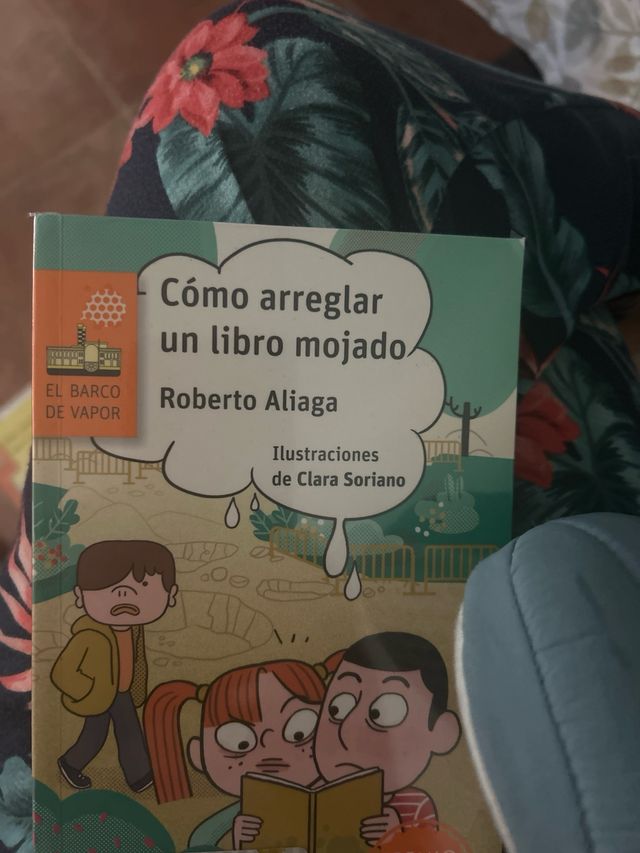 Cómo arreglar
un libro mojado
Roberto Aliaga
EL BARCO
DE VAPOR
Ilustraciones
de Clara Soriano